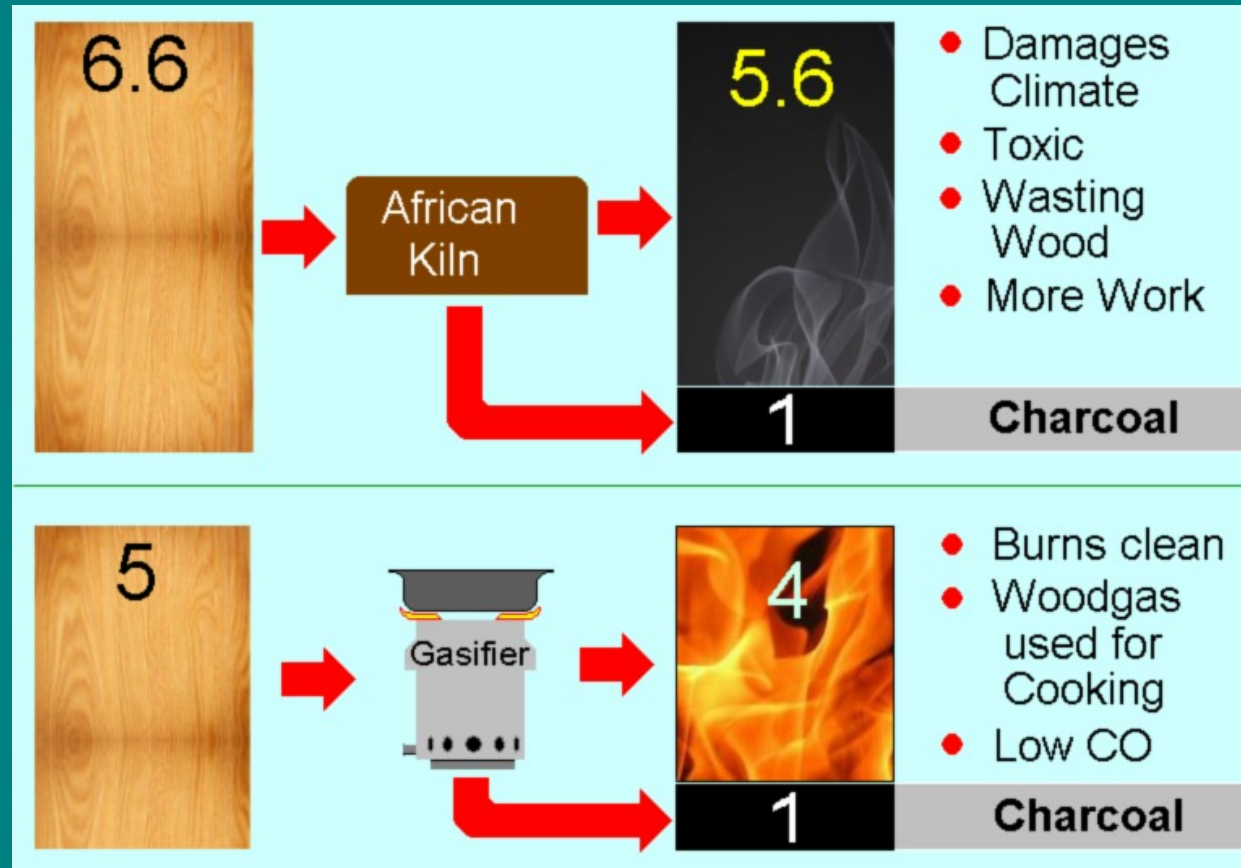 6.6
African
Kiln
5.6
1
Damages
Climate
Toxic
Wasting
Wood
More Work
Charcoal
5
Gasifier
4
1
Burns clean
Woodgas
used for
Cooking
Low CO
Charcoal